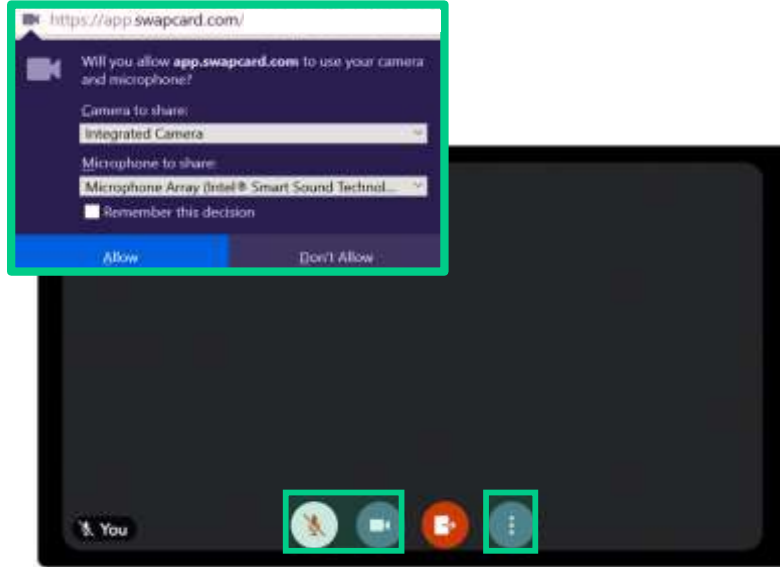 https://app.swapcard.com/
Will you allow app.swapcard.com to use your camera
and microphone?
Camera to share:
Integrated Camera
Microphone to share:
Microphone Array (Intel® Smart Sound Technol...
Remember this decision
Allow
Don't Allow
You